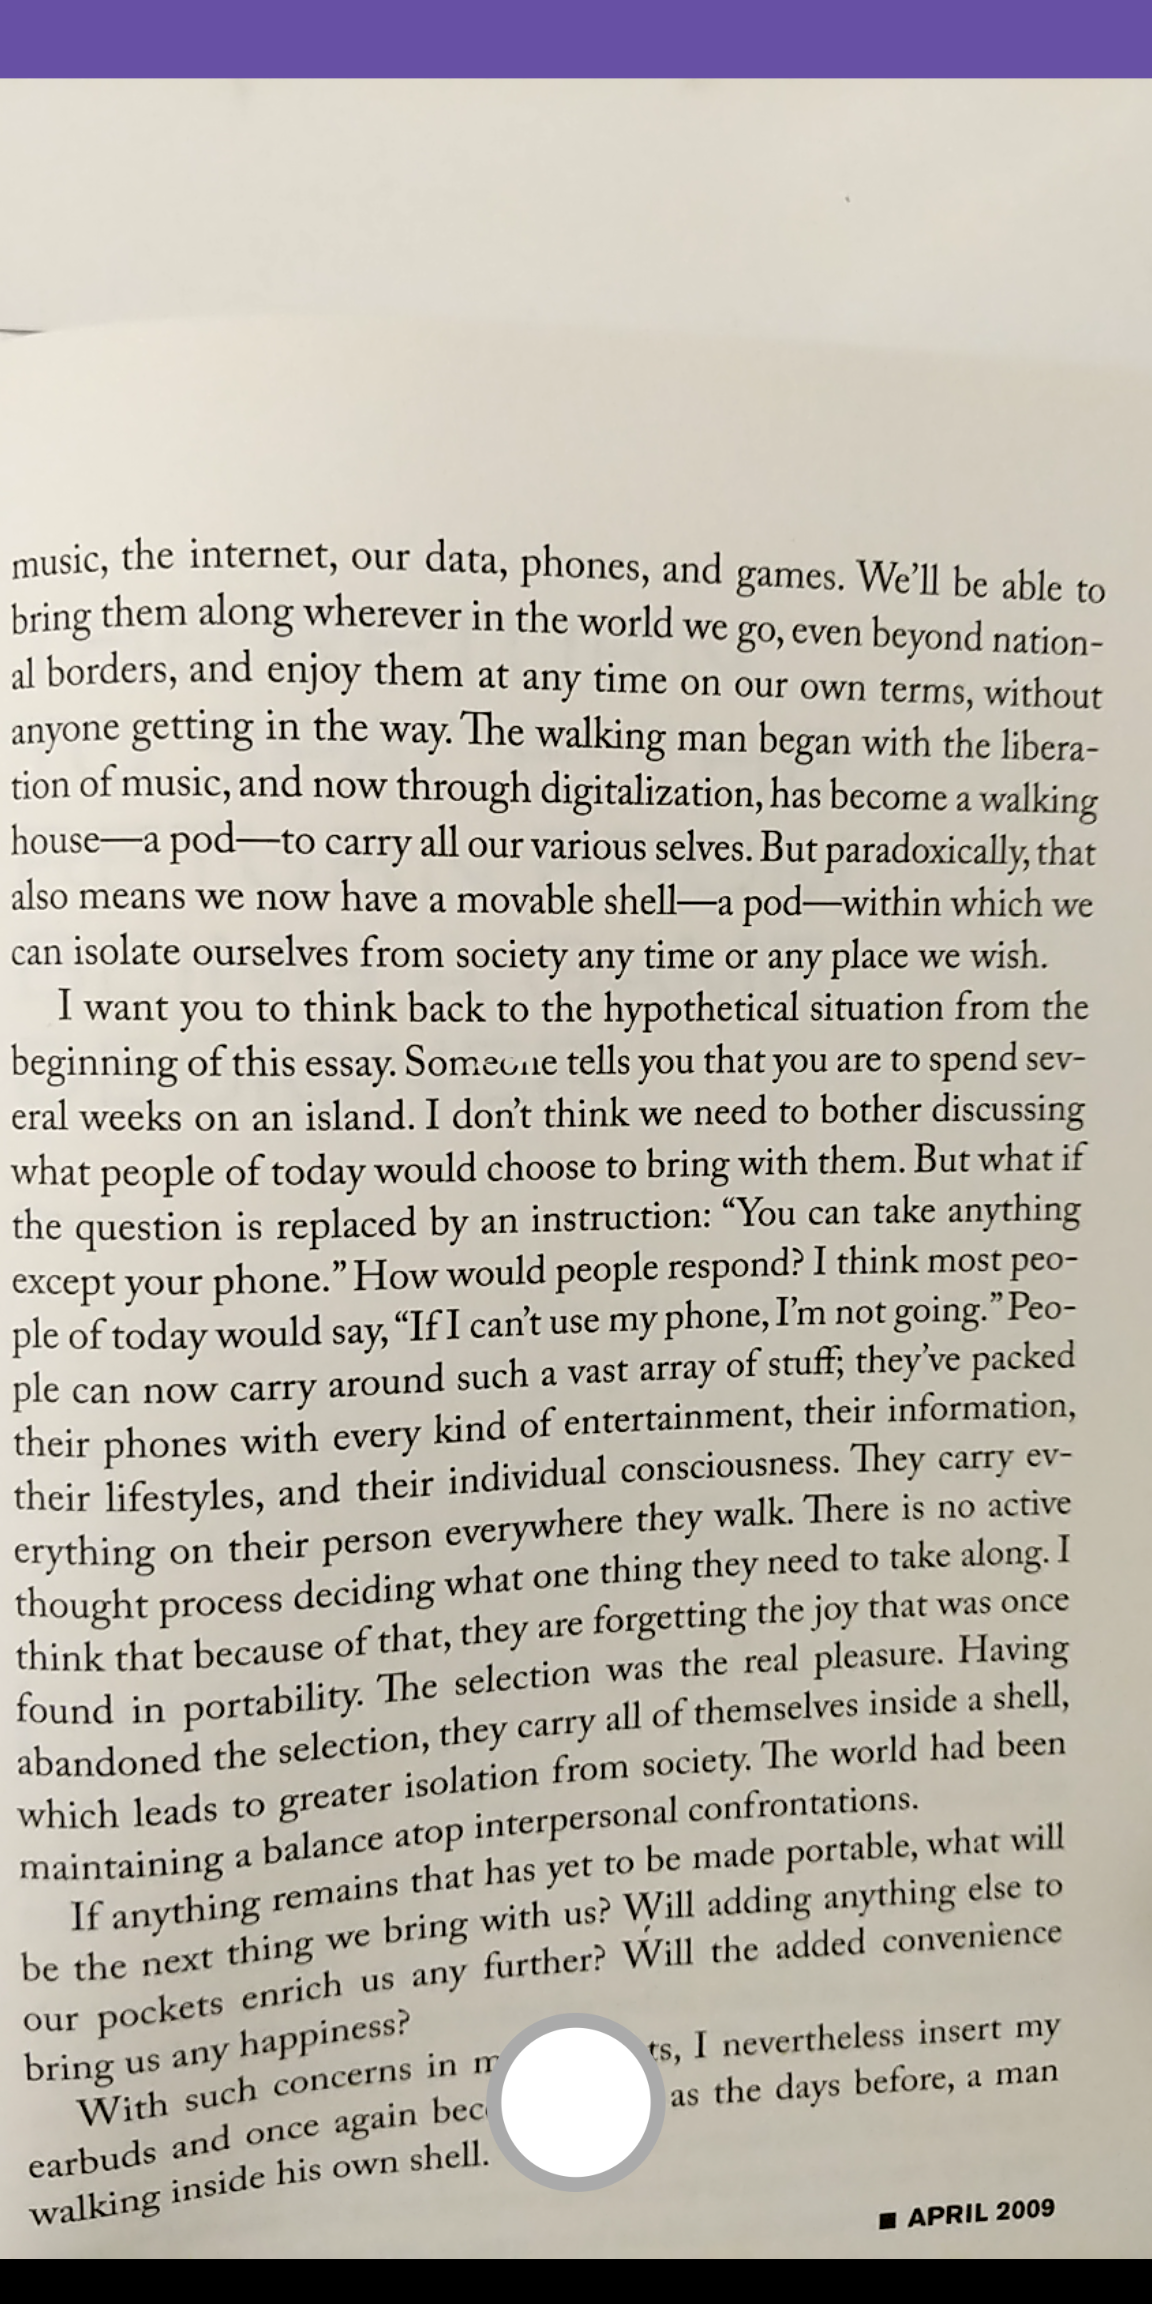 music, the internet, our data, phones, and games. We'll be able to
bring them along wherever in the world we go, even beyond nation-
al borders, and enjoy them at any time on our own terms, without
anyone getting in the way. The walking man began with the libera-
tion of music, and now through digitalization, has become a walking
house—a pod—to carry all our various selves. But paradoxically, that
also means we now have a movable shell—a pod—within which we
can isolate ourselves from society any time or any place we wish.
I want you to think back to the hypothetical situation from the
beginning of this essay. Someone tells you that you are to spend sev-
eral weeks on an island. I don't think we need to bother discussing
what people of today would choose to bring with them. But what if
the question is replaced by an instruction: “You can take anything
except your phone.” How would people respond? I think most peo-
ple of today would say, “If I can't use my phone, I'm not going.” Peo-
ple can now carry around such a vast array of stuff; they've packed
their phones with every kind of entertainment, their information,
their lifestyles, and their individual consciousness. They carry ev-
erything on their person everywhere they walk. There is no active
thought process deciding what one thing they need to take along. I
think that because of that, they are forgetting the joy that was once
found in portability. The selection was the real pleasure. Having
abandoned the selection, they carry all of themselves inside a shell,
which leads to greater isolation from society. The world had been
maintaining a balance atop interpersonal confrontations.
If anything remains that has yet to be made portable, what will
be the next thing we bring with us? Will adding anything else to
our pockets enrich us any further? Will the added convenience
bring us any happiness?
With such concerns in I nevertheless insert my
earbuds and once again as the days before, a man
walking inside his own shell.
■ APRIL 2009